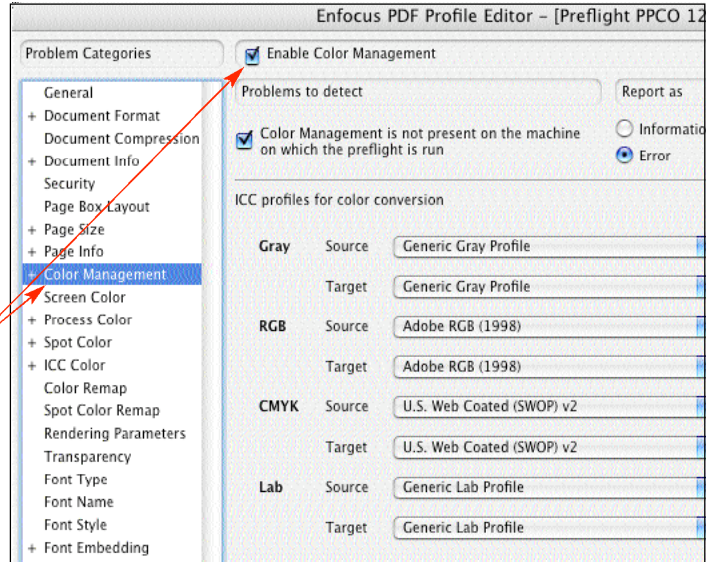 Enfocus PDF Profile Editor – [Preflight PPCO 12
Problem Categories
Enable Color Management
General
+ Document Format
Document Compression
+ Document Info
Security
Page Box Layout
+ Page Size
+ Page Info
+ Color Management
Screen Color
+ Process Color
+ Spot Color
+ ICC Color
Color Remap
Spot Color Remap
Rendering Parameters
Transparency
Font Type
Font Name
Font Style
+ Font Embedding
Problems to detect
Report as
Color Management is not present on the machine
on which the preflight is run
Informatio
Error
ICC profiles for color conversion
Gray Source Generic Gray Profile
Target Generic Gray Profile
RGB Source Adobe RGB (1998)
Target Adobe RGB (1998)
CMYK Source U.S. Web Coated (SWOP) v2
Target U.S. Web Coated (SWOP) v2
Lab Source Generic Lab Profile
Target Generic Lab Profile